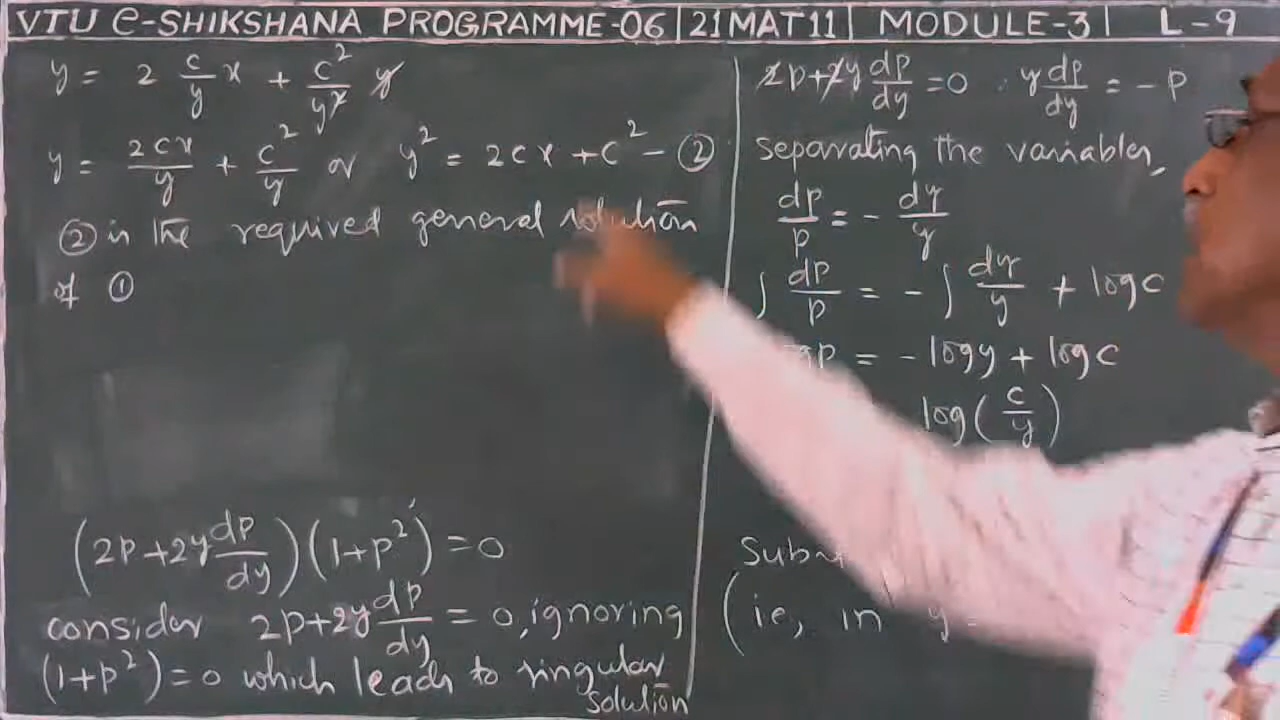 VTU e-SHIKSHANA PROGRAMME-06 | 21MAT11 | MODULE-3 | L-9
y = 2 c/y x + c²/y² y
y = 2cx/y + c²/y or y² = 2cx + c² - ②
② is the required general solution
of ①
(2p+2y dp/dy)(1+p²) = 0
consider 2p+2y dp/dy = 0, ignoring
(1+p²)=0 which leads to singular
solution
2p+2y dp/dy = 0 y dp/dy = -p
separating the variables,
dp/p = - dy/y
∫ dp/p = - ∫ dy/y + log c
p = - log y + log c
log(c/y)
(ie, in y =